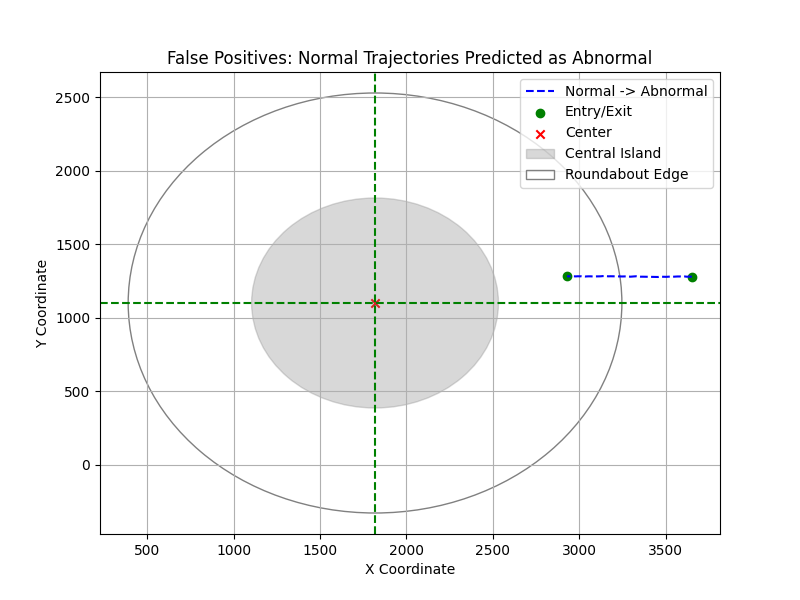 False Positives: Normal Trajectories Predicted as Abnormal
Normal -> Abnormal
Entry/Exit
Center
Central Island
Roundabout Edge
Y Coordinate
2500
2000
1500
1000
500
0
500 1000 1500 2000 2500 3000 3500
X Coordinate